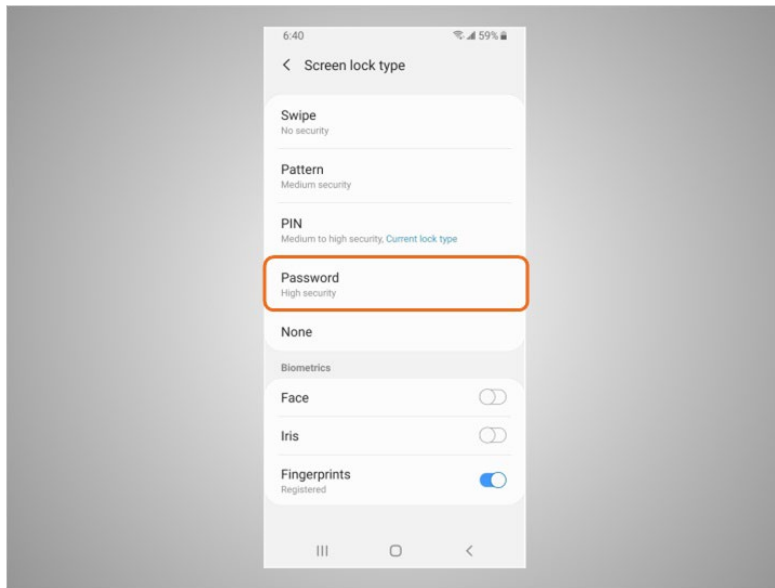 6:40 59%
Screen lock type
Swipe
No security
Pattern
Medium security
PIN
Medium to high security, Current lock type
Password
High security
None
Biometrics
Face
Iris
Fingerprints
Registered